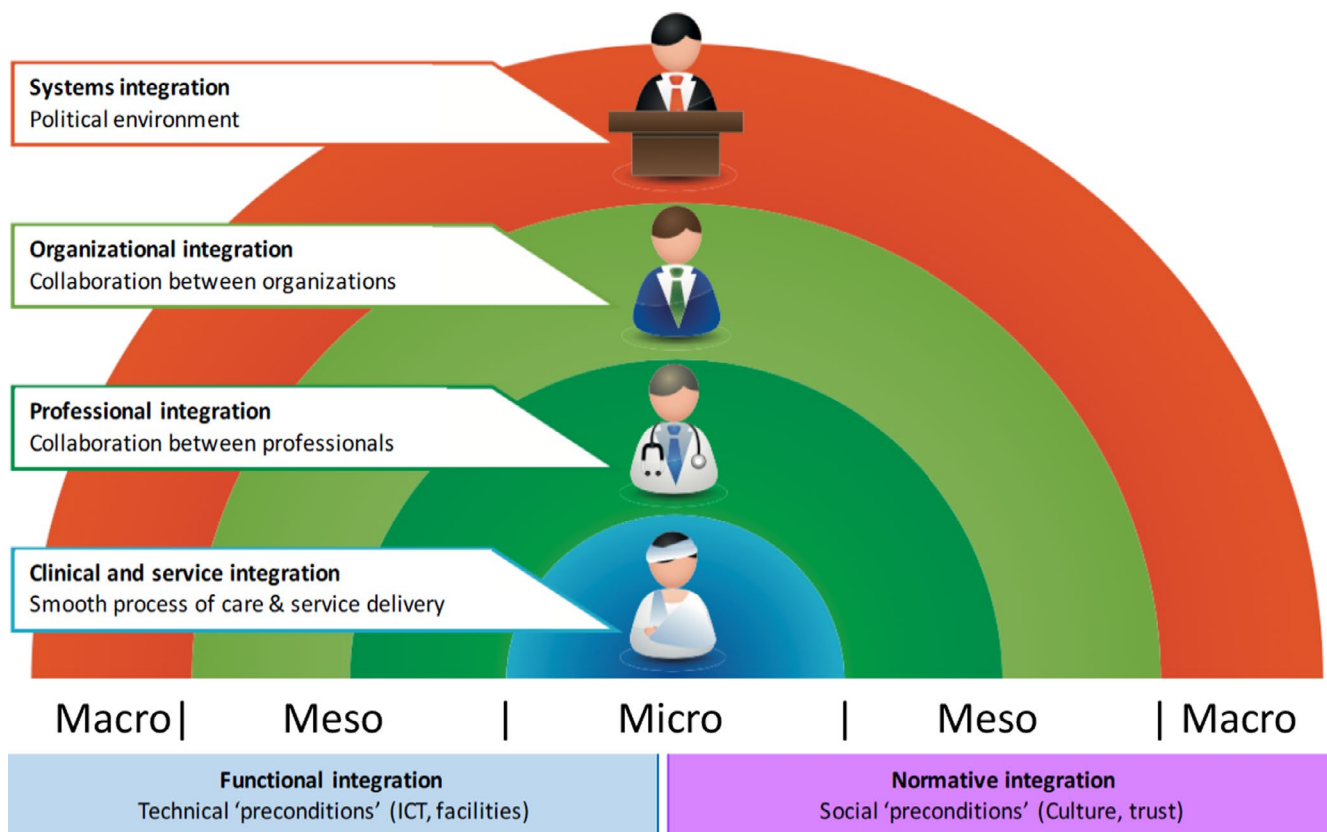 Systems integration
Political environment
Organizational integration
Collaboration between organizations
Professional integration
Collaboration between professionals
Clinical and service integration
Smooth process of care & service delivery
Macro| Meso | Micro | Meso | Macro
Functional integration
Technical ‘preconditions’ (ICT, facilities)
Normative integration
Social ‘preconditions’ (Culture, trust)